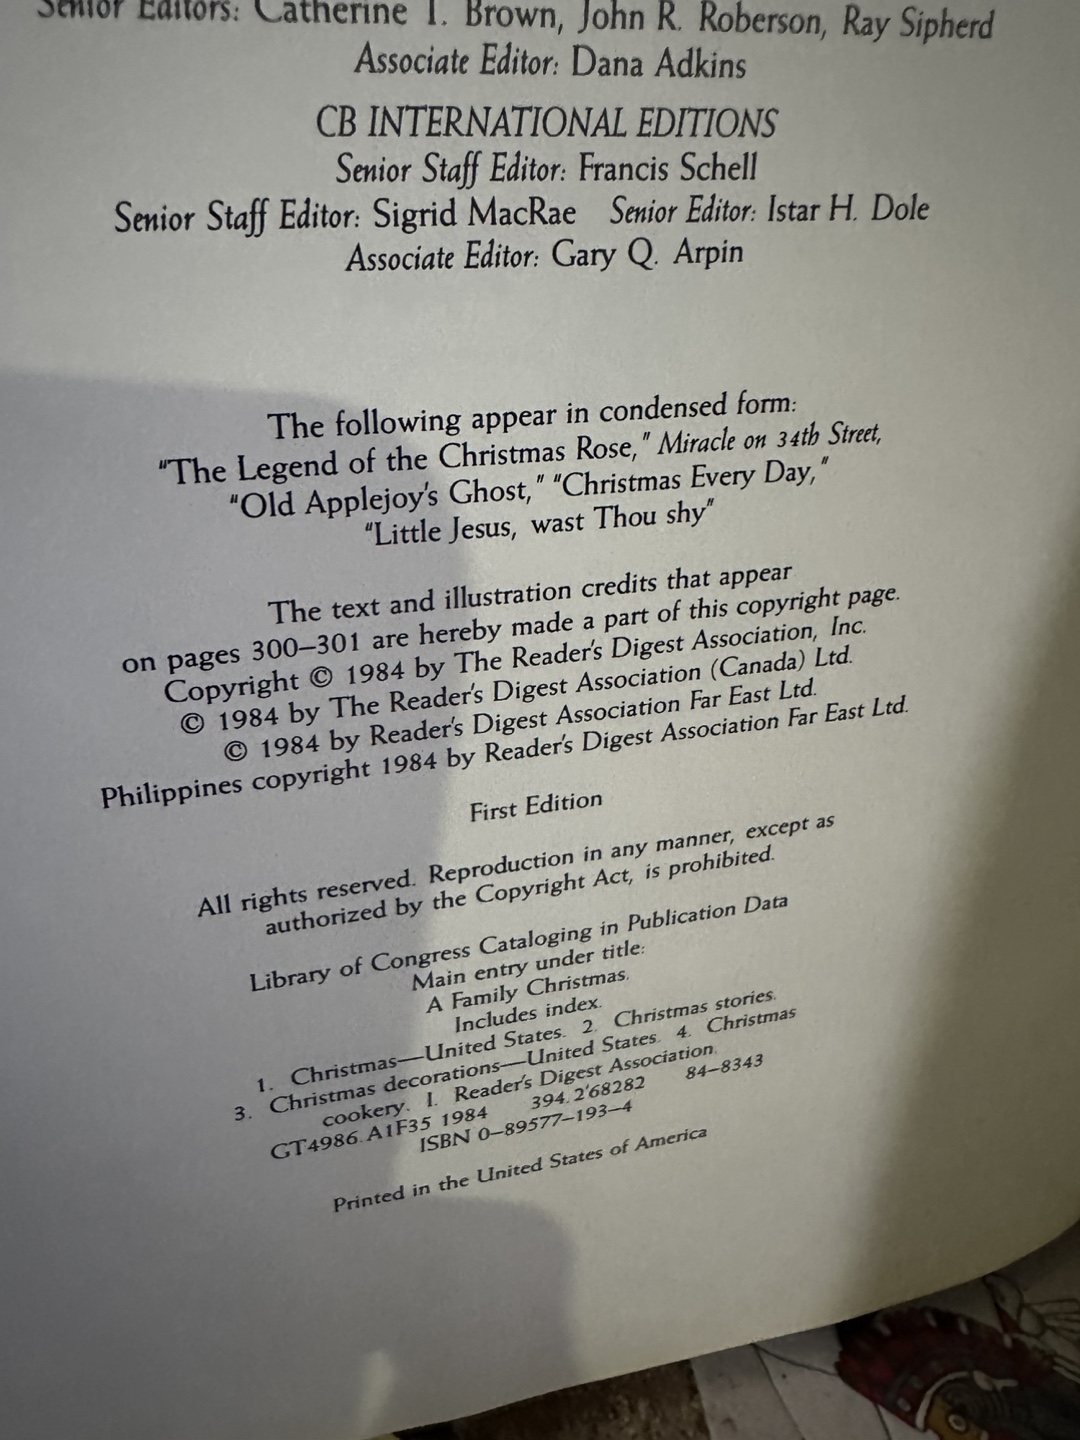 Senior Editors: Catherine T. Brown, John R. Roberson, Ray Sipherd
Associate Editor: Dana Adkins
CB INTERNATIONAL EDITIONS
Senior Staff Editor: Francis Schell
Senior Staff Editor: Sigrid MacRae Senior Editor: Istar H. Dole
Associate Editor: Gary Q. Arpin
The following appear in condensed form:
"The Legend of the Christmas Rose," Miracle on 34th Street,
"Old Applejoy's Ghost," "Christmas Every Day,"
"Little Jesus, wast Thou shy"
The text and illustration credits that appear
on pages 300–301 are hereby made a part of this copyright page.
Copyright © 1984 by The Reader's Digest Association, Inc.
© 1984 by The Reader's Digest Association (Canada) Ltd.
© 1984 by Reader's Digest Association Far East Ltd.
Philippines copyright 1984 by Reader's Digest Association Far East Ltd.
First Edition
All rights reserved. Reproduction in any manner, except as
authorized by the Copyright Act, is prohibited.
Library of Congress Cataloging in Publication Data
Main entry under title:
A Family Christmas.
Includes index.
1. Christmas—United States. 2. Christmas stories.
3. Christmas decorations—United States. 4. Christmas
cookery. I. Reader's Digest Association.
GT4986.A1F35 1984 394.2'68282 84–8343
ISBN 0–89577–193–4
Printed in the United States of America